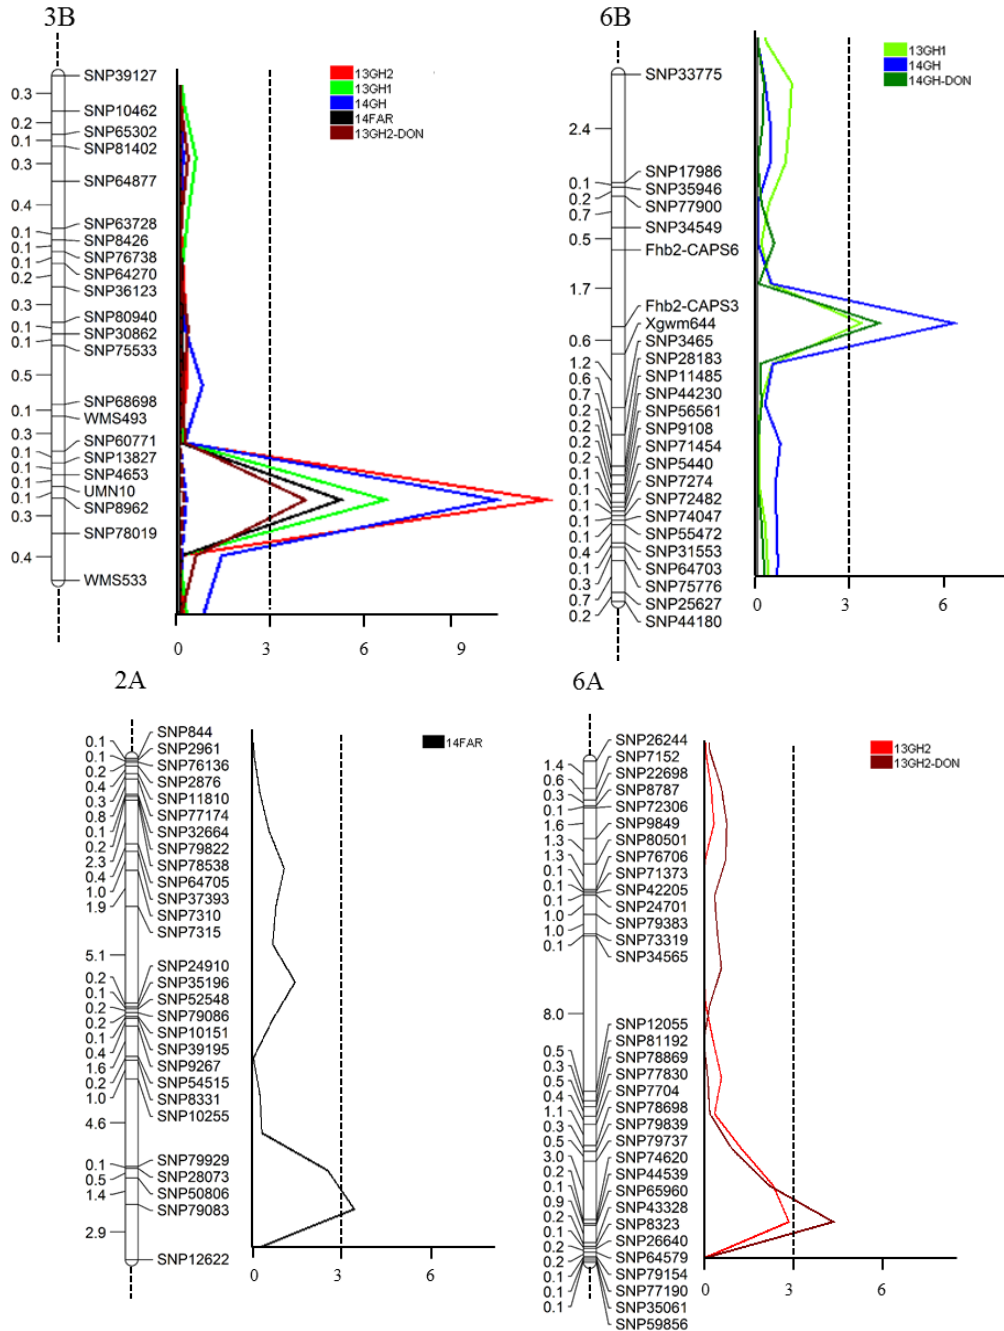 3B
SNP39127
SNP10462
SNP65302
SNP81402
SNP64877
SNP63728
SNP8426
SNP76738
SNP64270
SNP36123
SNP80940
SNP30862
SNP75533
SNP68698
WMS493
SNP60771
SNP13827
SNP4653
UMN10
SNP8962
SNP78019
WMS533
0.3
0.2
0.1
0.3
0.4
0.1
0.1
0.1
0.2
0.3
0.1
0.1
0.5
0.1
0.3
0.1
0.1
0.1
0.1
0.3
0.4
13GH2
13GH1
14GH
14FAR
13GH2-DON
0 3 6 9
6B
SNP33775
SNP17986
SNP35946
SNP77900
SNP34549
Fhb2-CAPS6
Fhb2-CAPS3
Xgwm644
SNP3465
SNP28183
SNP11485
SNP44230
SNP56561
SNP9108
SNP71454
SNP5440
SNP7274
SNP72482
SNP74047
SNP55472
SNP31553
SNP64703
SNP75776
SNP25627
SNP44180
2.4
0.1
0.2
0.7
0.5
1.7
0.6
1.2
0.6
0.7
0.2
0.2
0.2
0.1
0.1
0.1
0.1
0.1
0.4
0.1
0.3
0.7
0.2
13GH1
14GH
14GH-DON
0 3 6
2A
SNP844
SNP2961
SNP76136
SNP2876
SNP11810
SNP77174
SNP32664
SNP79822
SNP78538
SNP64705
SNP37393
SNP7310
SNP7315
SNP24910
SNP35196
SNP52548
SNP79086
SNP10151
SNP39195
SNP9267
SNP54515
SNP8331
SNP10255
SNP79929
SNP28073
SNP50806
SNP79083
SNP12622
0.1
0.1
0.2
0.4
0.3
0.8
0.1
0.2
2.3
0.4
1.0
1.9
5.1
0.2
0.1
0.2
0.2
0.1
0.4
1.6
0.2
1.0
4.6
0.1
0.5
1.4
2.9
14FAR
0 3 6
6A
SNP26244
SNP7152
SNP22698
SNP8787
SNP72306
SNP9849
SNP80501
SNP76706
SNP71373
SNP42205
SNP24701
SNP79383
SNP73319
SNP34565
SNP12055
SNP81192
SNP78869
SNP77830
SNP7704
SNP78698
SNP79839
SNP79737
SNP74620
SNP44539
SNP65960
SNP43328
SNP8323
SNP26640
SNP64579
SNP79154
SNP77190
SNP35061
SNP59856
1.4
0.6
0.3
0.1
1.6
1.3
1.3
0.1
0.1
0.1
1.0
1.0
0.1
8.0
0.5
0.3
0.5
0.4
1.1
0.3
0.5
3.0
0.2
0.1
0.9
0.2
0.1
0.2
0.2
0.1
0.1
13GH2
13GH2-DON
0 3 6